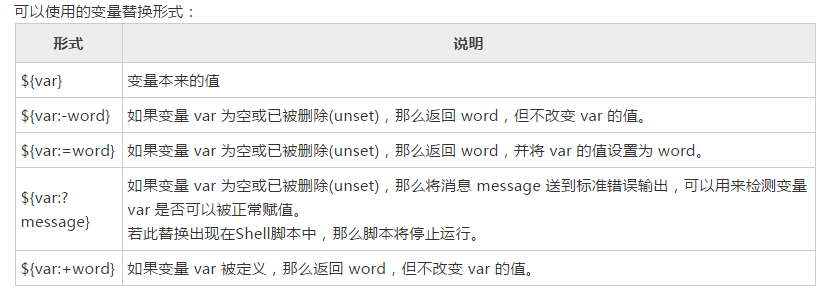 可以使用的变量替换形式：
形式 说明
${var} 变量本来的值
${var:-word} 如果变量 var 为空或已被删除(unset)，那么返回 word，但不改变 var 的值。
${var:=word} 如果变量 var 为空或已被删除(unset)，那么返回 word，并将 var 的值设置为 word。
${var:?
message}
如果变量 var 为空或已被删除(unset)，那么将消息 message 送到标准错误输出，可以用来检测变量
var 是否可以被正常赋值。
若此替换出现在Shell脚本中，那么脚本将停止运行。
${var:+word} 如果变量 var 被定义，那么返回 word，但不改变 var 的值。